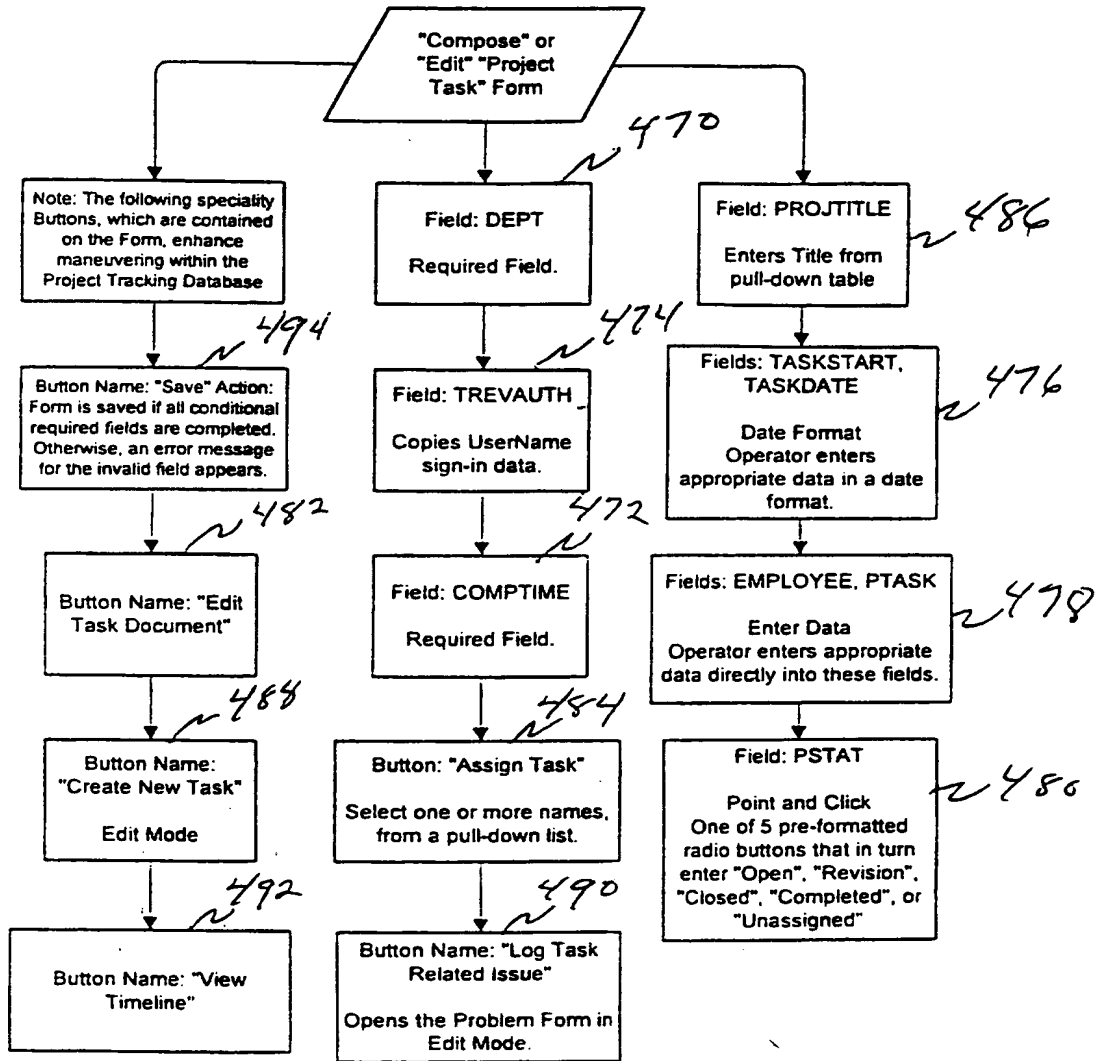 "Compose" or
"Edit" "Project
Task" Form
Note: The following speciality
Buttons, which are contained
on the Form, enhance
maneuvering within the
Project Tracking Database
494
Button Name: "Save" Action:
Form is saved if all conditional
required fields are completed.
Otherwise, an error message
for the invalid field appears.
482
Button Name: "Edit
Task Document"
488
Button Name:
"Create New Task"
Edit Mode
492
Button Name: "View
Timeline"
470
Field: DEPT
Required Field.
474
Field: TREVAUTH
Copies UserName
sign-in data.
472
Field: COMPTIME
Required Field.
484
Button: "Assign Task"
Select one or more names,
from a pull-down list.
490
Button Name: "Log Task
Related Issue"
Opens the Problem Form in
Edit Mode.
Field: PROJTITLE
Enters Title from
pull-down table
486
Fields: TASKSTART,
TASKDATE
Date Format
Operator enters
appropriate data in a date
format.
476
Fields: EMPLOYEE, PTASK
Enter Data
Operator enters appropriate
data directly into these fields.
478
Field: PSTAT
Point and Click
One of 5 pre-formatted
radio buttons that in turn
enter "Open", "Revision",
"Closed", "Completed", or
"Unassigned"
480